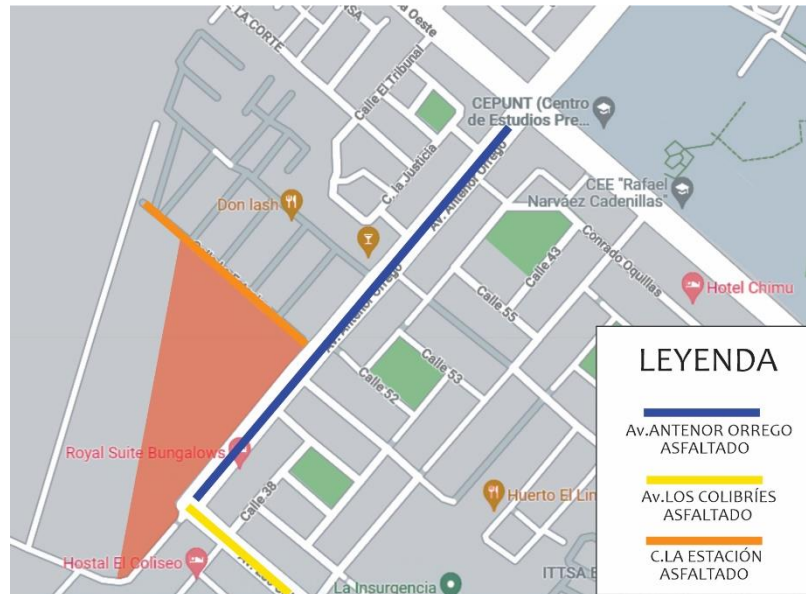 LA CORTE
Oeste
Calle El Tribunal
CEPUNT (Centro
de Estudios Pre...
C. la Justicia
Av. Antenor Orrego
CEE "Rafael
Narváez Cadenillas"
Don lash
Calle 43
Conrado Oquillas
Hotel Chimu
Av. Antenor Orrego
Calle 55
Calle 53
Calle 52
Royal Suite Bungalows
Calle 38
Huerto El Lim
Hostal El Coliseo
La Insurgencia
ITTSA
LEYENDA
Av.ANTENOR ORREGO
ASFALTADO
Av.LOS COLIBRÍES
ASFALTADO
C.LA ESTACIÓN
ASFALTADO